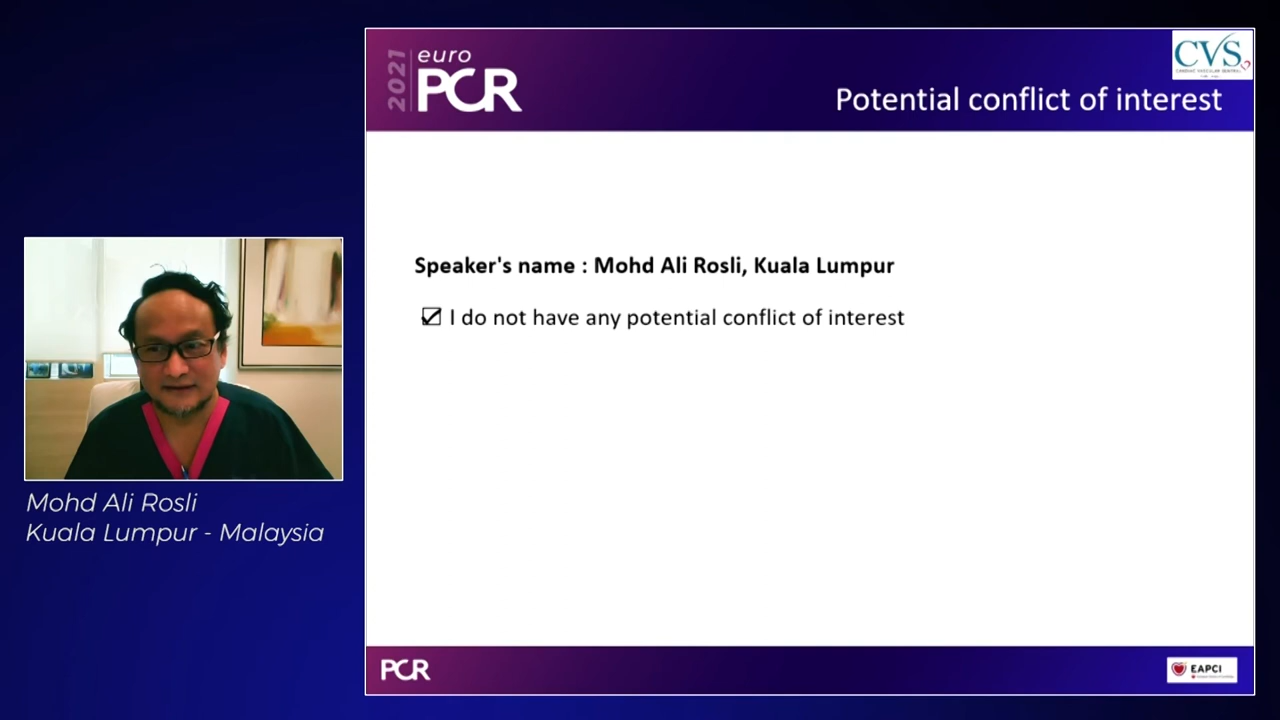 2021
euro
PCR
CVS
Potential conflict of interest
Speaker's name : Mohd Ali Rosli, Kuala Lumpur
☑ I do not have any potential conflict of interest
Mohd Ali Rosli
Kuala Lumpur - Malaysia
PCR
EAPCI